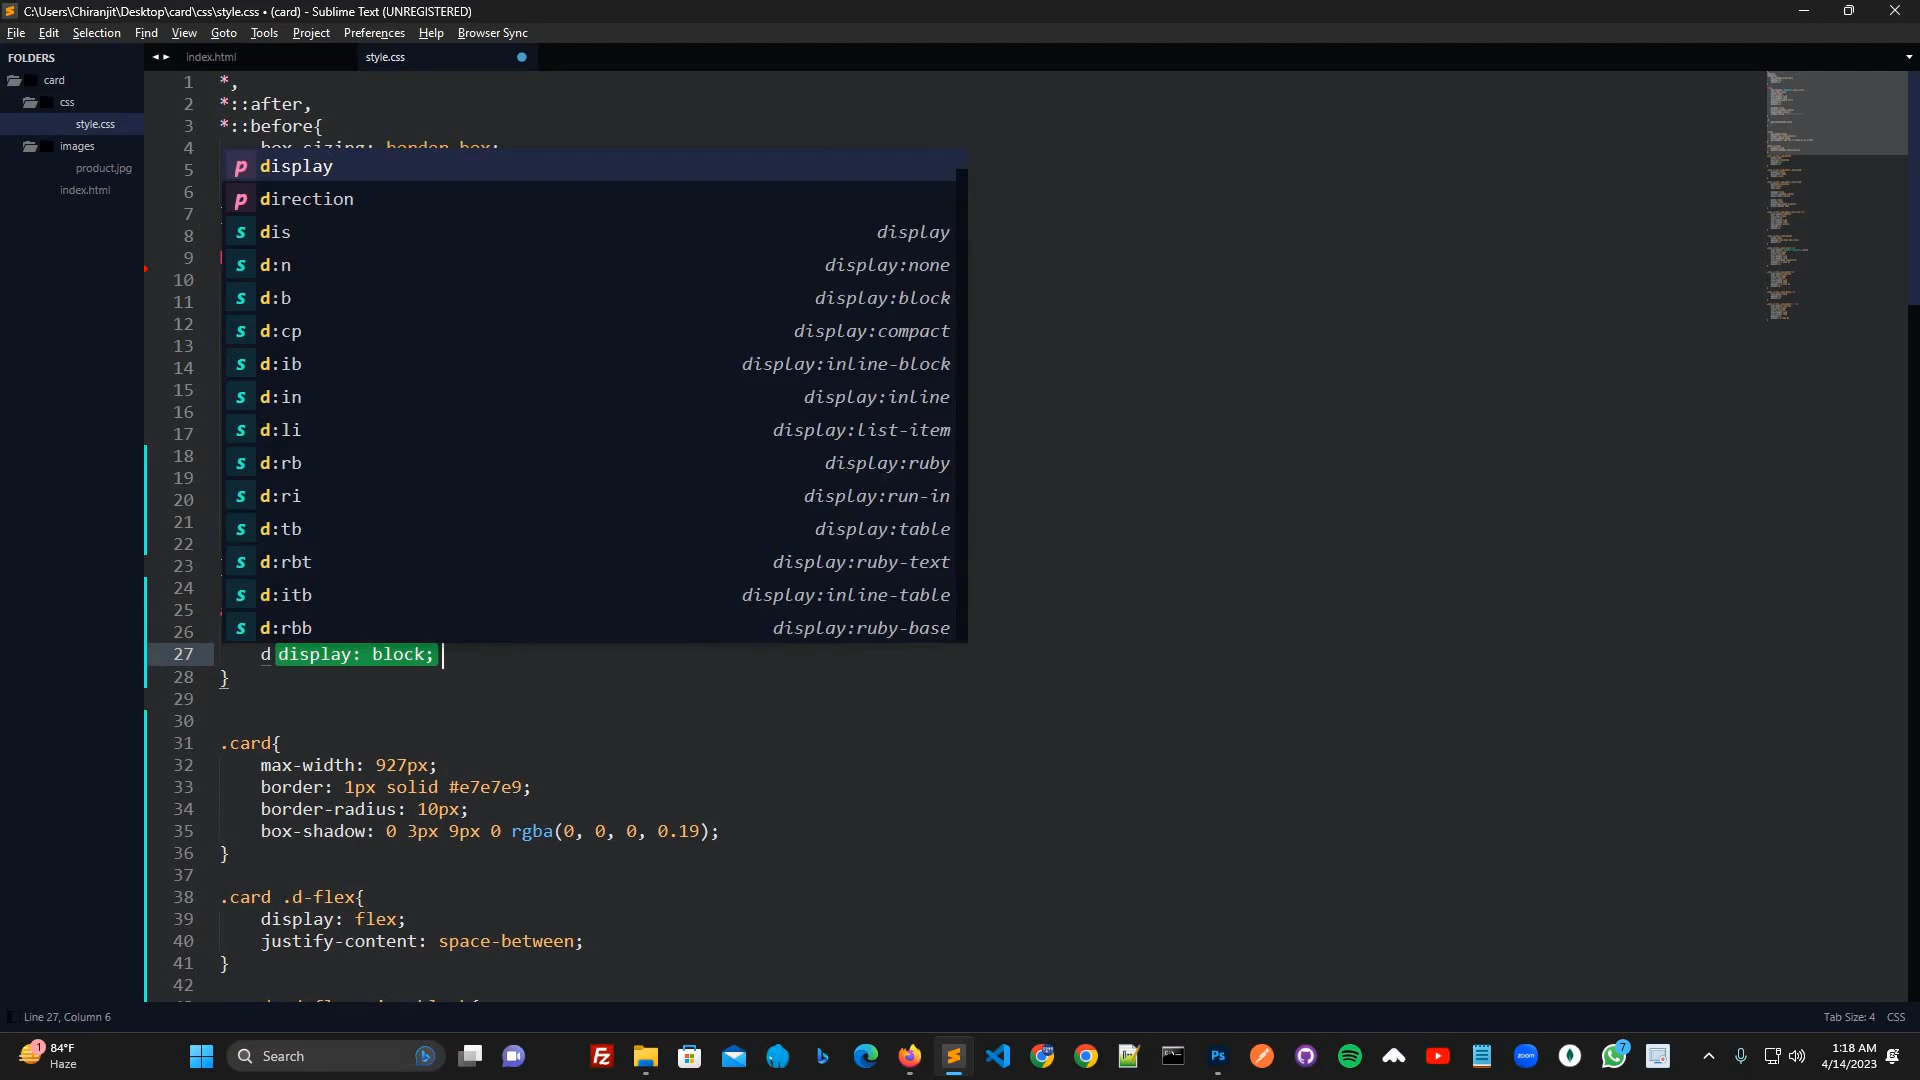 C:\Users\Chiranjit\Desktop\card\css\style.css • (card) - Sublime Text (UNREGISTERED)
File Edit Selection Find View Goto Tools Project Preferences Help Browser Sync
FOLDERS
card
css
style.css
images
product.jpg
index.html
index.html style.css
1 *,
2 *::after,
3 *::before{
4 box-sizing: border-box;
5 display
6 direction
7
8 dis display
9 d:n display:none
10
11 d:b display:block
12 d:cp display:compact
13
14 d:ib display:inline-block
15 d:in display:inline
16
17 d:li display:list-item
18 d:rb display:ruby
19
20 d:ri display:run-in
21 d:tb display:table
22
23 d:rbt display:ruby-text
24 d:itb display:inline-table
25
26 d:rbb display:ruby-base
27 d display: block;
28 }
29
30
31 .card{
32 max-width: 927px;
33 border: 1px solid #e7e7e9;
34 border-radius: 10px;
35 box-shadow: 0 3px 9px 0 rgba(0, 0, 0, 0.19);
36 }
37
38 .card .d-flex{
39 display: flex;
40 justify-content: space-between;
41 }
42
Line 27, Column 6
Tab Size: 4 CSS
1
84°F
Haze
Search
zoom
7
1:18 AM
4/14/2023